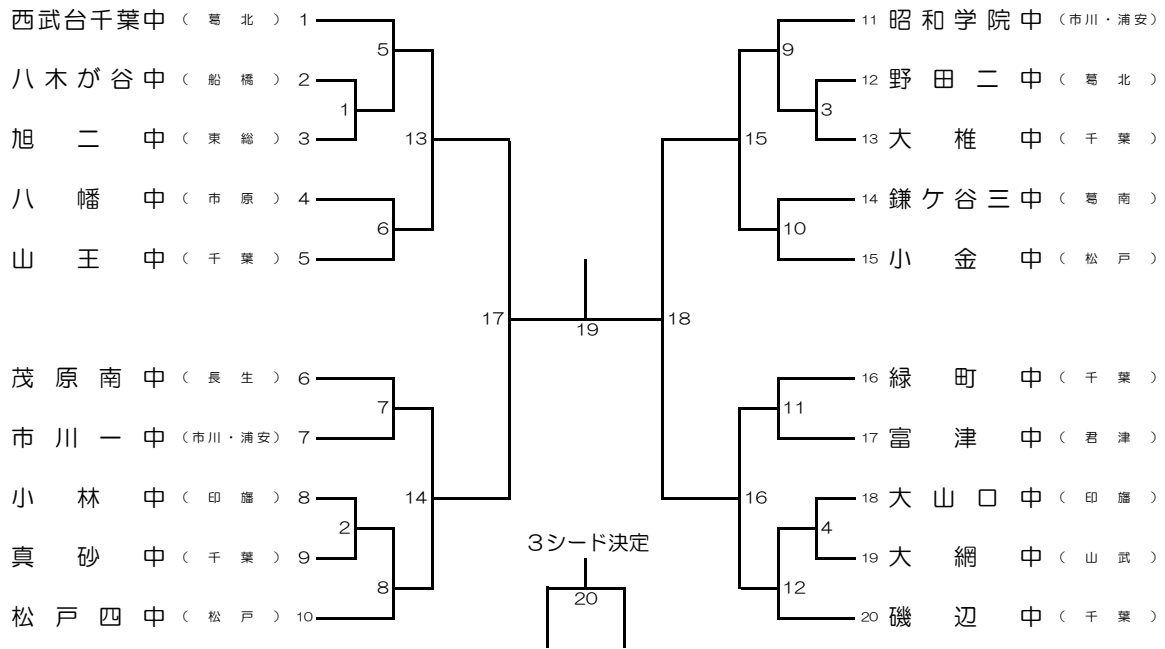 西武台千葉中 （葛北） 1
八木が谷中 （船橋） 2
旭二中 （東総） 3
八幡中 （市原） 4
山王中 （千葉） 5
茂原南中 （長生） 6
市川一中 （市川・浦安） 7
小林中 （印旛） 8
真砂中 （千葉） 9
松戸四中 （松戸） 10
5
1
13
6
17
7
14
2
8
19
3シード決定
20
11 昭和学院中 （市川・浦安）
12 野田二中 （葛北）
13 大椎中 （千葉）
14 鎌ケ谷三中 （葛南）
15 小金中 （松戸）
16 緑町中 （千葉）
17 富津中 （君津）
18 大山口中 （印旛）
19 大網中 （山武）
20 磯辺中 （千葉）
9
3
15
10
18
11
16
4
12